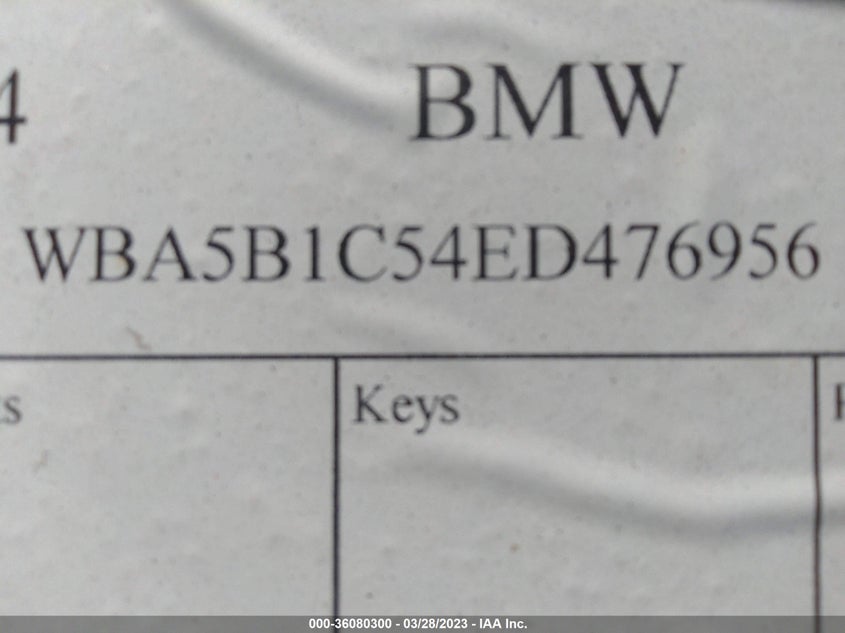 4 BMW
WBA5B1C54ED476956
Keys
000-36080300 — 03/28/2023 — IAA Inc.